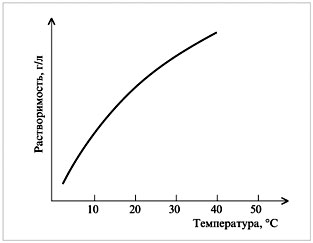 Растворимость, г/л
10 20 30 40 50
Температура, °С